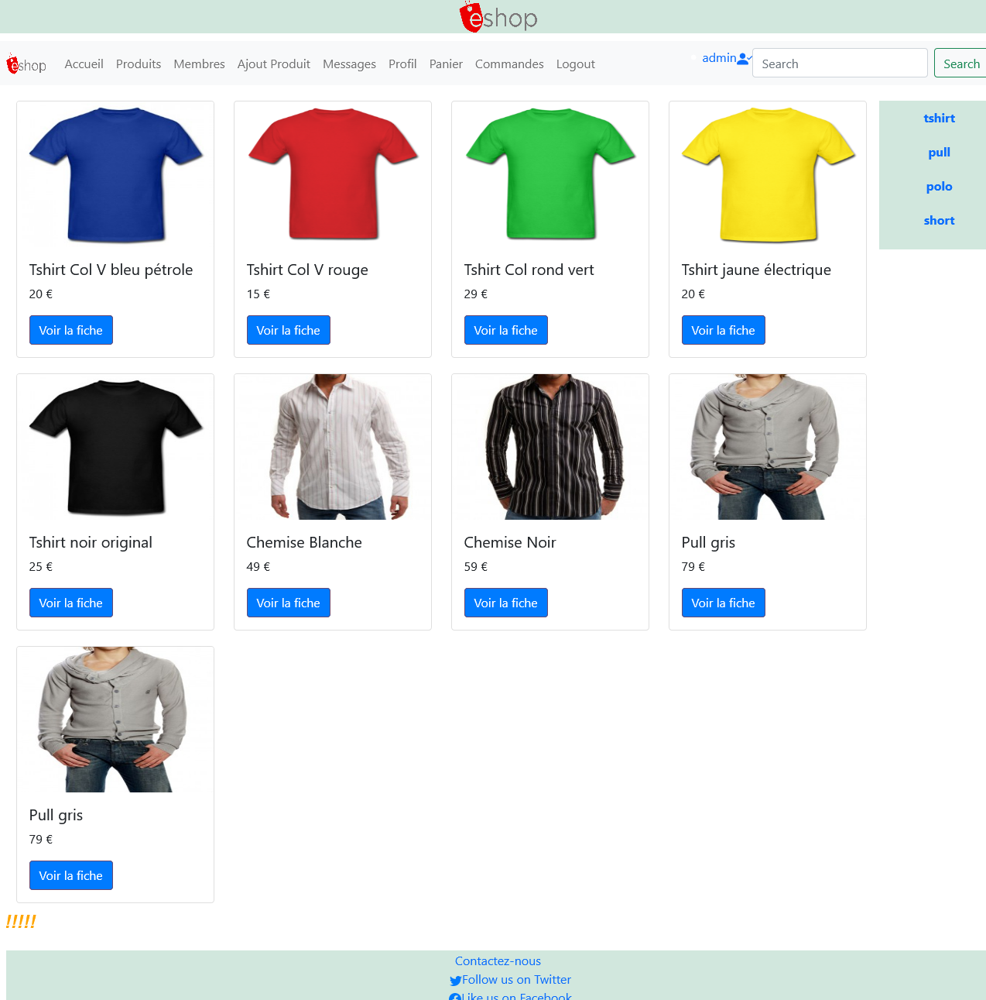 eshop
eshop Accueil Produits Membres Ajout Produit Messages Profil Panier Commandes Logout admin Search Search
Tshirt Col V bleu pétrole
20 €
Voir la fiche
Tshirt Col V rouge
15 €
Voir la fiche
Tshirt Col rond vert
29 €
Voir la fiche
Tshirt jaune électrique
20 €
Voir la fiche
tshirt
pull
polo
short
Tshirt noir original
25 €
Voir la fiche
Chemise Blanche
49 €
Voir la fiche
Chemise Noir
59 €
Voir la fiche
Pull gris
79 €
Voir la fiche
Pull gris
79 €
Voir la fiche
!!!!!
Contactez-nous
Follow us on Twitter
Like us on Facebook